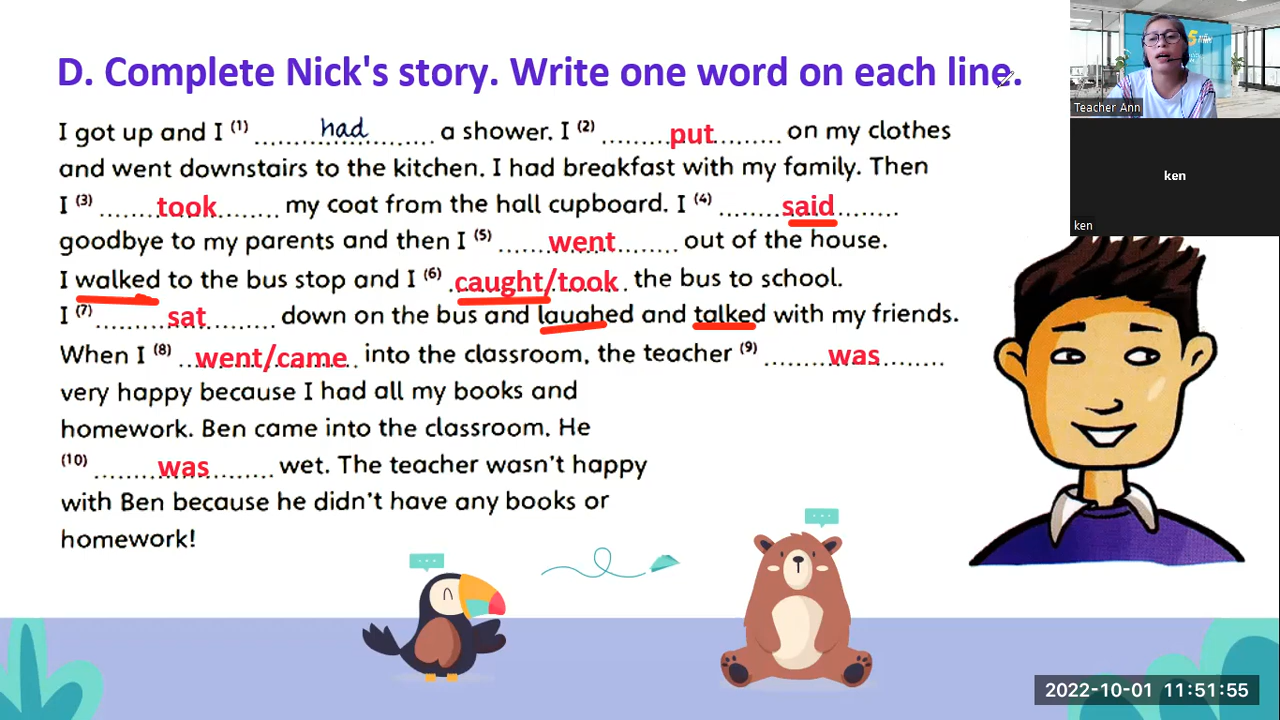 D. Complete Nick's story. Write one word on each line.
I got up and I (1) had a shower. I (2) put on my clothes
and went downstairs to the kitchen. I had breakfast with my family. Then
I (3) took my coat from the hall cupboard. I (4) said
goodbye to my parents and then I (5) went out of the house.
I walked to the bus stop and I (6) caught/took the bus to school.
I (7) sat down on the bus and laughed and talked with my friends.
When I (8) went/came into the classroom, the teacher (9) was
very happy because I had all my books and
homework. Ben came into the classroom. He
(10) was wet. The teacher wasn't happy
with Ben because he didn't have any books or
homework!
Teacher Ann
ken
ken
2022-10-01 11:51:55